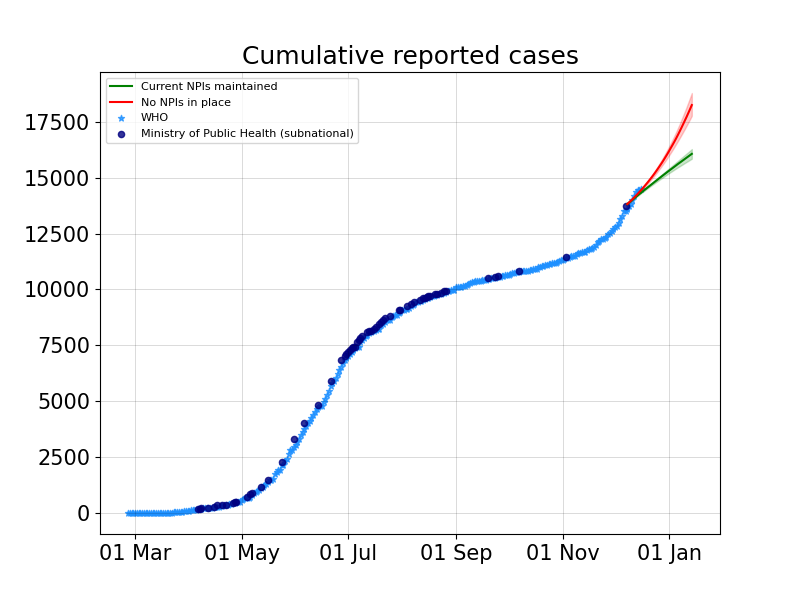 Cumulative reported cases
Current NPIs maintained
No NPIs in place
WHO
Ministry of Public Health (subnational)
17500
15000
12500
10000
7500
5000
2500
0
01 Mar
01 May
01 Jul
01 Sep
01 Nov
01 Jan